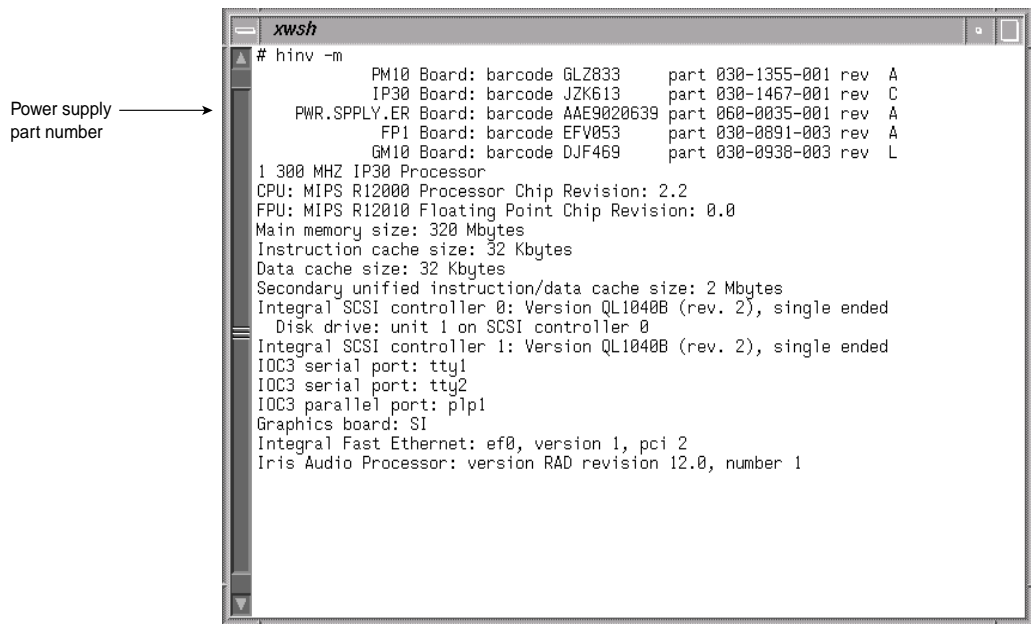 xwsh
# hinv -m
PM10 Board: barcode GLZ833 part 030-1355-001 rev A
IP30 Board: barcode JZK613 part 030-1467-001 rev C
PWR.SPPLY.ER Board: barcode AAE9020639 part 060-0035-001 rev A
FP1 Board: barcode EFV053 part 030-0891-003 rev A
GM10 Board: barcode DJF469 part 030-0938-003 rev L
1 300 MHZ IP30 Processor
CPU: MIPS R12000 Processor Chip Revision: 2.2
FPU: MIPS R12010 Floating Point Chip Revision: 0.0
Main memory size: 320 Mbytes
Instruction cache size: 32 Kbytes
Data cache size: 32 Kbytes
Secondary unified instruction/data cache size: 2 Mbytes
Integral SCSI controller 0: Version QL1040B (rev. 2), single ended
Disk drive: unit 1 on SCSI controller 0
Integral SCSI controller 1: Version QL1040B (rev. 2), single ended
IOC3 serial port: tty1
IOC3 serial port: tty2
IOC3 parallel port: plp1
Graphics board: SI
Integral Fast Ethernet: ef0, version 1, pci 2
Iris Audio Processor: version RAD revision 12.0, number 1
Power supply
part number